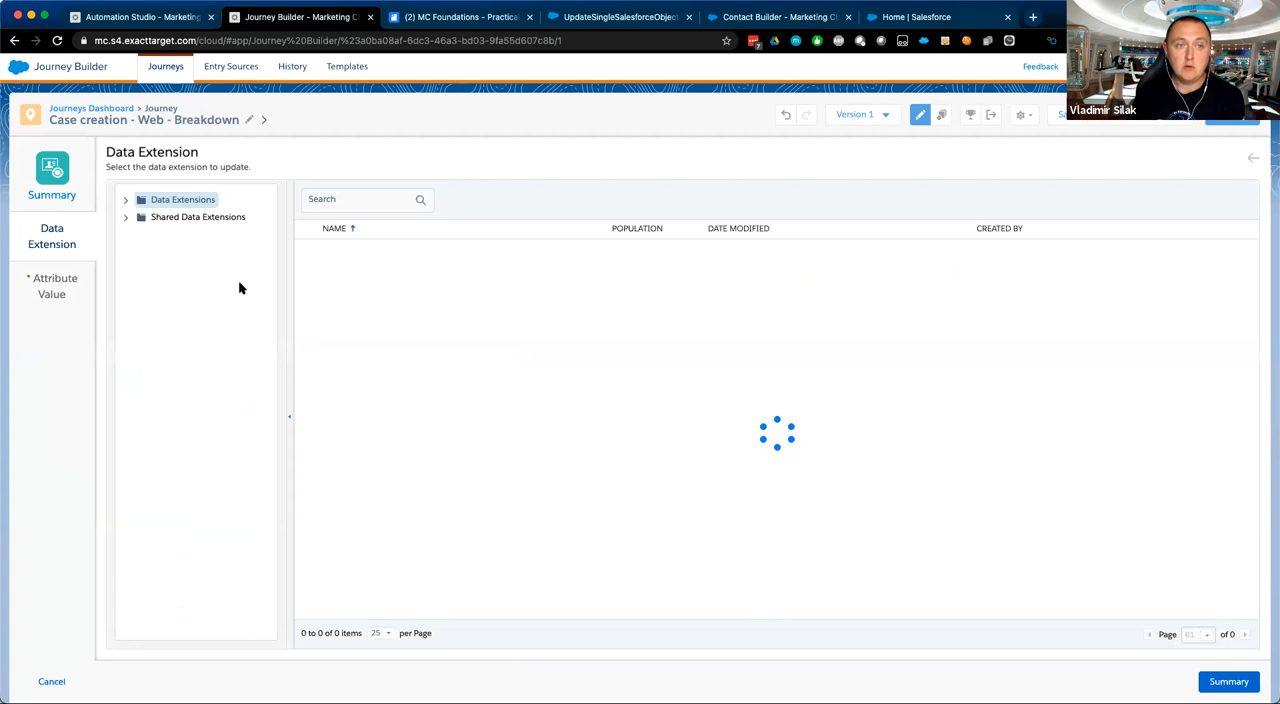 Automation Studio - Marketing
Journey Builder - Marketing Cl
(2) MC Foundations - Practical
UpdateSingleSalesforceObject
Contact Builder - Marketing Cl
Home | Salesforce
mc.s4.exacttarget.com/cloud/#app/Journey%20Builder/%23a0ba08af-6dc3-46a3-bd03-9fa55d607c8b/1
Journey Builder
Journeys
Entry Sources
History
Templates
Feedback
Vladimir Silak
Journeys Dashboard > Journey
Case creation - Web - Breakdown
Version 1
Summary
Data
Extension
* Attribute
Value
Data Extension
Select the data extension to update.
Data Extensions
Shared Data Extensions
Search
NAME
POPULATION
DATE MODIFIED
CREATED BY
0 to 0 of 0 items
25
per Page
Page
01
of 0
Cancel
Summary